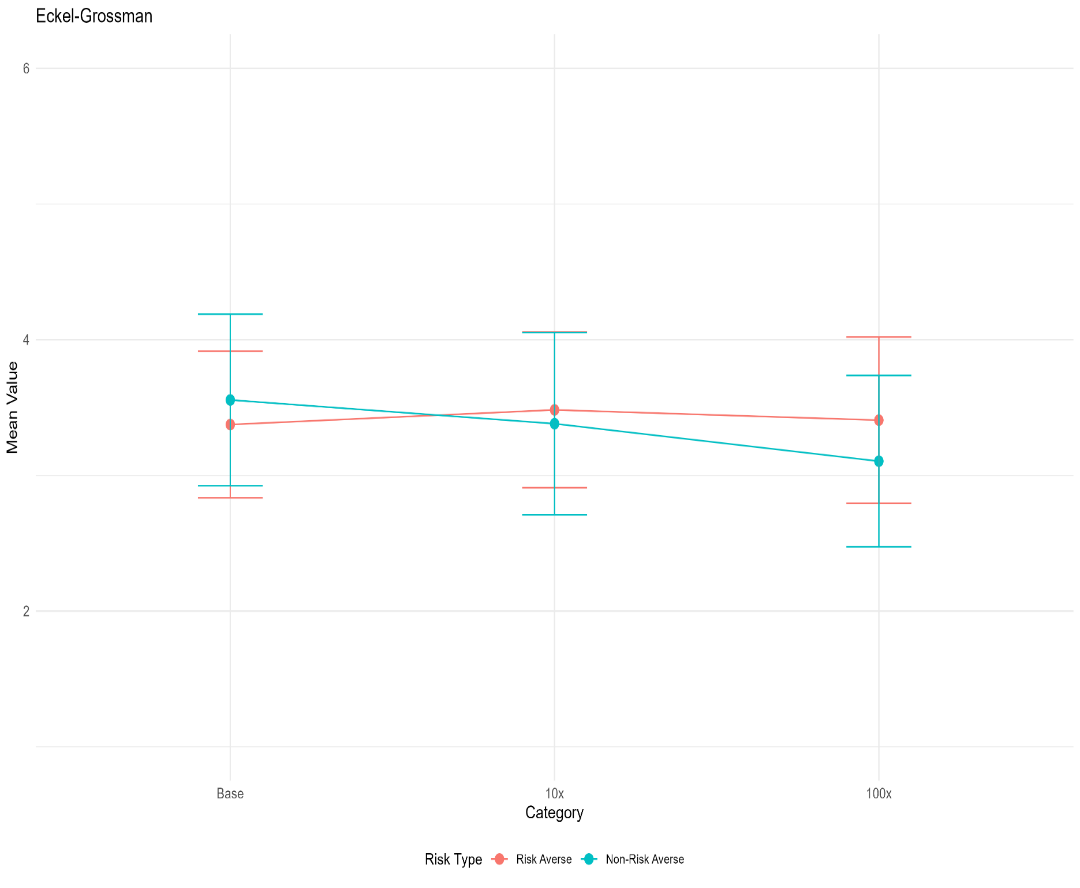 Eckel-Grossman
6
4
2
Mean Value
Base 10x 100x
Category
Risk Type Risk Averse Non-Risk Averse